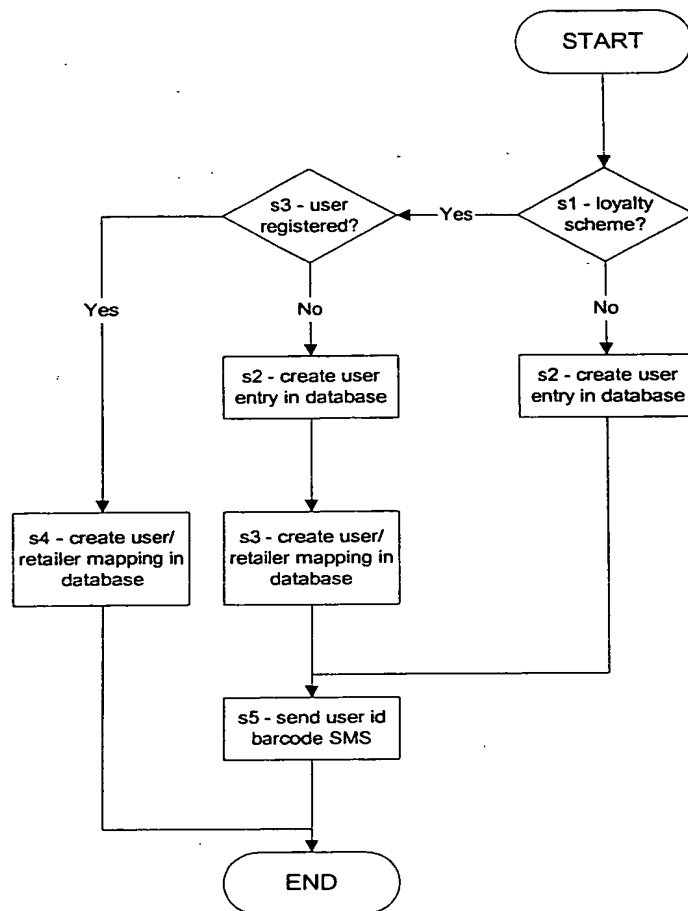 START
s1 - loyalty
scheme?
Yes
s3 - user
registered?
Yes
No
No
s2 - create user
entry in database
s2 - create user
entry in database
s4 - create user/
retailer mapping in
database
s3 - create user/
retailer mapping in
database
s5 - send user id
barcode SMS
END